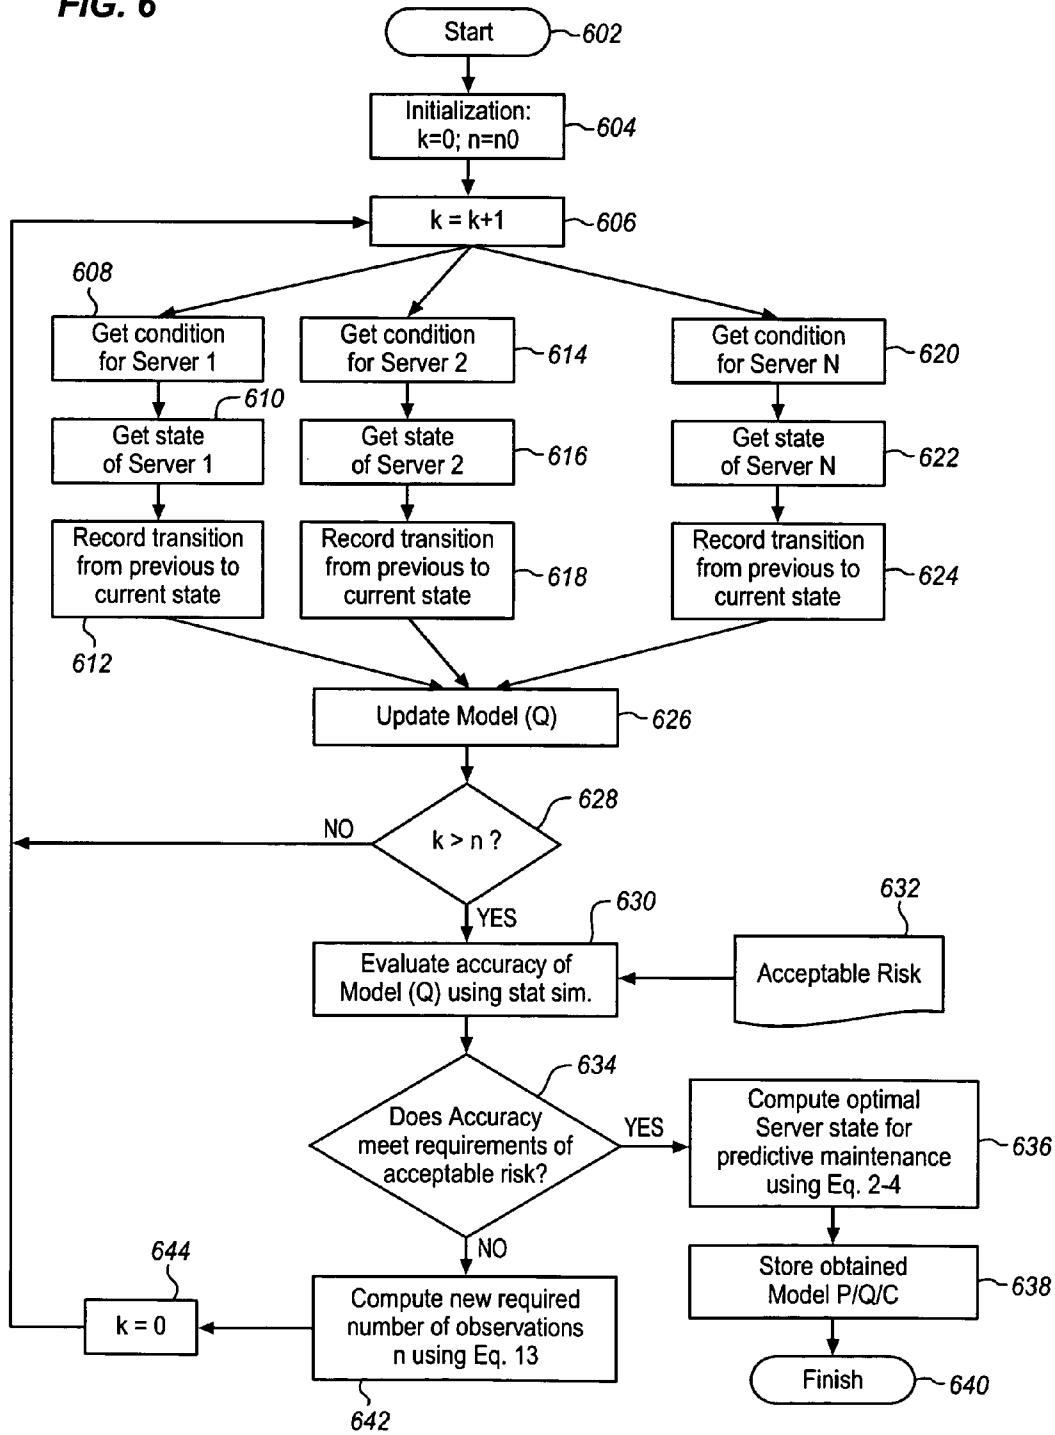 FIG. 6
Start
602
Initialization:
k=0; n=n0
604
k = k+1
606
608
Get condition
for Server 1
Get condition
for Server 2
614
Get condition
for Server N
620
610
Get state
of Server 1
Get state
of Server 2
616
Get state
of Server N
622
Record transition
from previous to
current state
612
Record transition
from previous to
current state
618
Record transition
from previous to
current state
624
Update Model (Q)
626
628
k > n ?
NO
YES
630
632
Evaluate accuracy of
Model (Q) using stat sim.
Acceptable Risk
634
Does Accuracy
meet requirements of
acceptable risk?
YES
Compute optimal
Server state for
predictive maintenance
using Eq. 2-4
636
NO
644
k = 0
Compute new required
number of observations
n using Eq. 13
642
Store obtained
Model P/Q/C
638
Finish
640